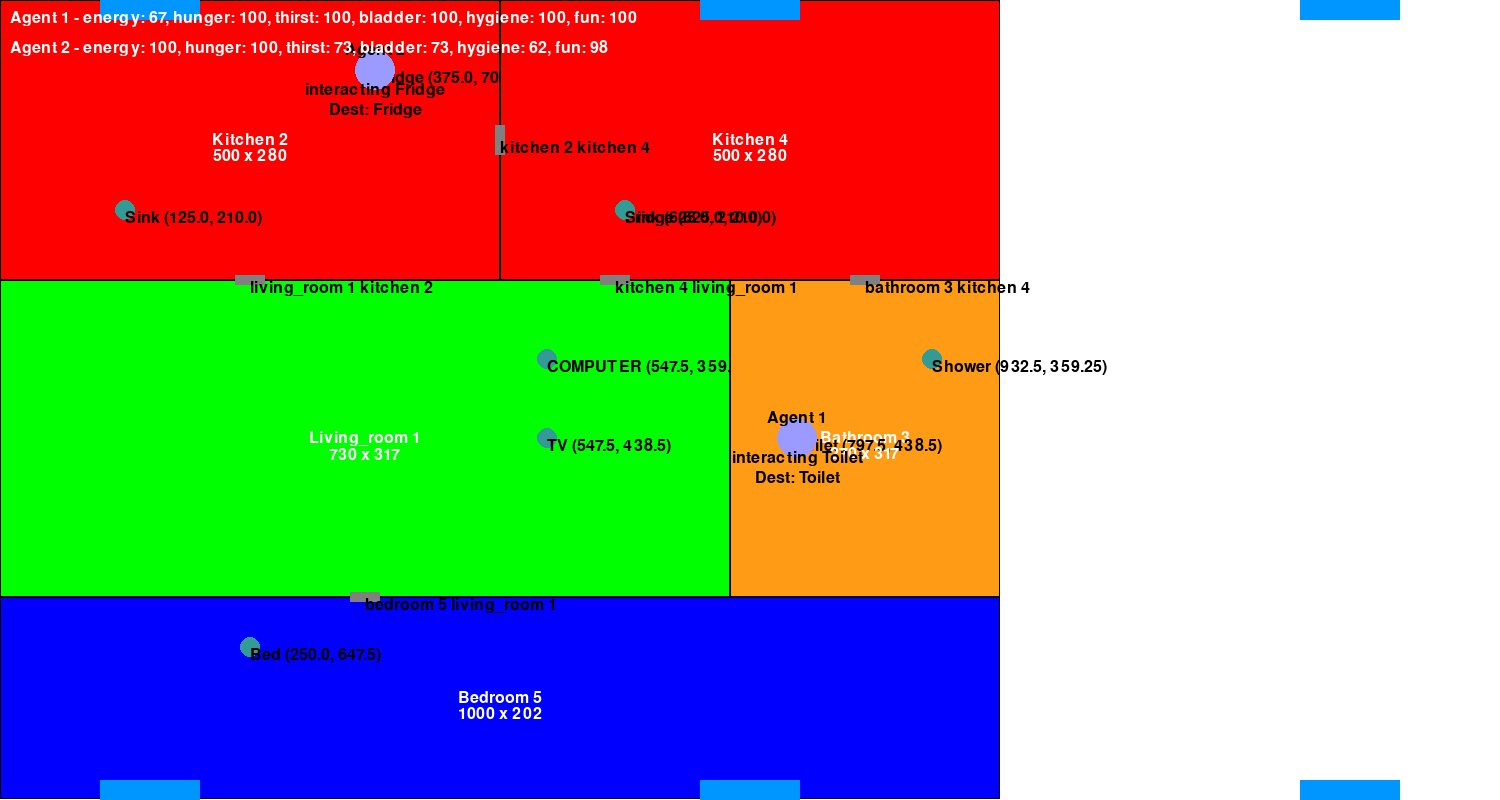 Agent 1 - energy: 67, hunger: 100, thirst: 100, bladder: 100, hygiene: 100, fun: 100
Agent 2 - energy: 100, hunger: 100, thirst: 73, bladder: 73, hygiene: 62, fun: 98
(375.0, 70
interacting Fridge
Dest: Fridge
Kitchen 2
500 x 280
Kitchen 4
500 x 280
kitchen 2 kitchen 4
Sink (125.0, 210.0)
living_room 1 kitchen 2
kitchen 4 living_room 1
bathroom 3 kitchen 4
COMPUTER (547.5, 359.
Shower (932.5, 359.25)
Agent 1
Living_room 1
730 x 317
TV (547.5, 438.5)
Bathroom 3
(797.5, 438.5)
interacting Toilet
x 317
Dest: Toilet
bedroom 5 living_room 1
Bed (250.0, 647.5)
Bedroom 5
1000 x 202